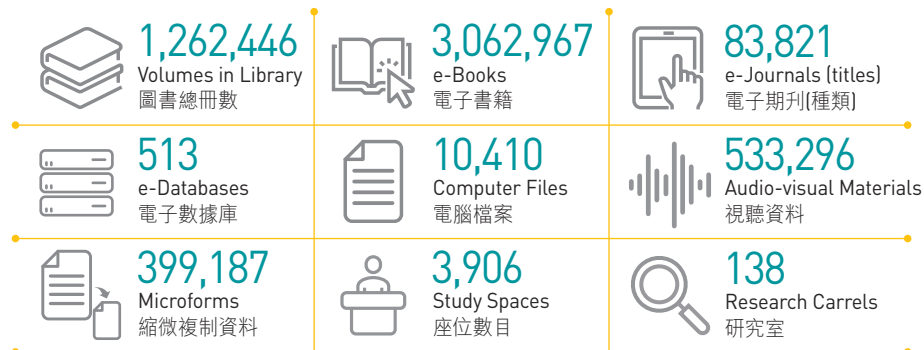 1,262,446
Volumes in Library
圖書總冊數
3,062,967
e-Books
電子書籍
83,821
e-Journals (titles)
電子期刋(種類)
513
e-Databases
電子數據庫
10,410
Computer Files
電腦檔案
533,296
Audio-visual Materials
視聽資料
399,187
Microforms
縮微複制資料
3,906
Study Spaces
座位數目
138
Research Carrels
研究室